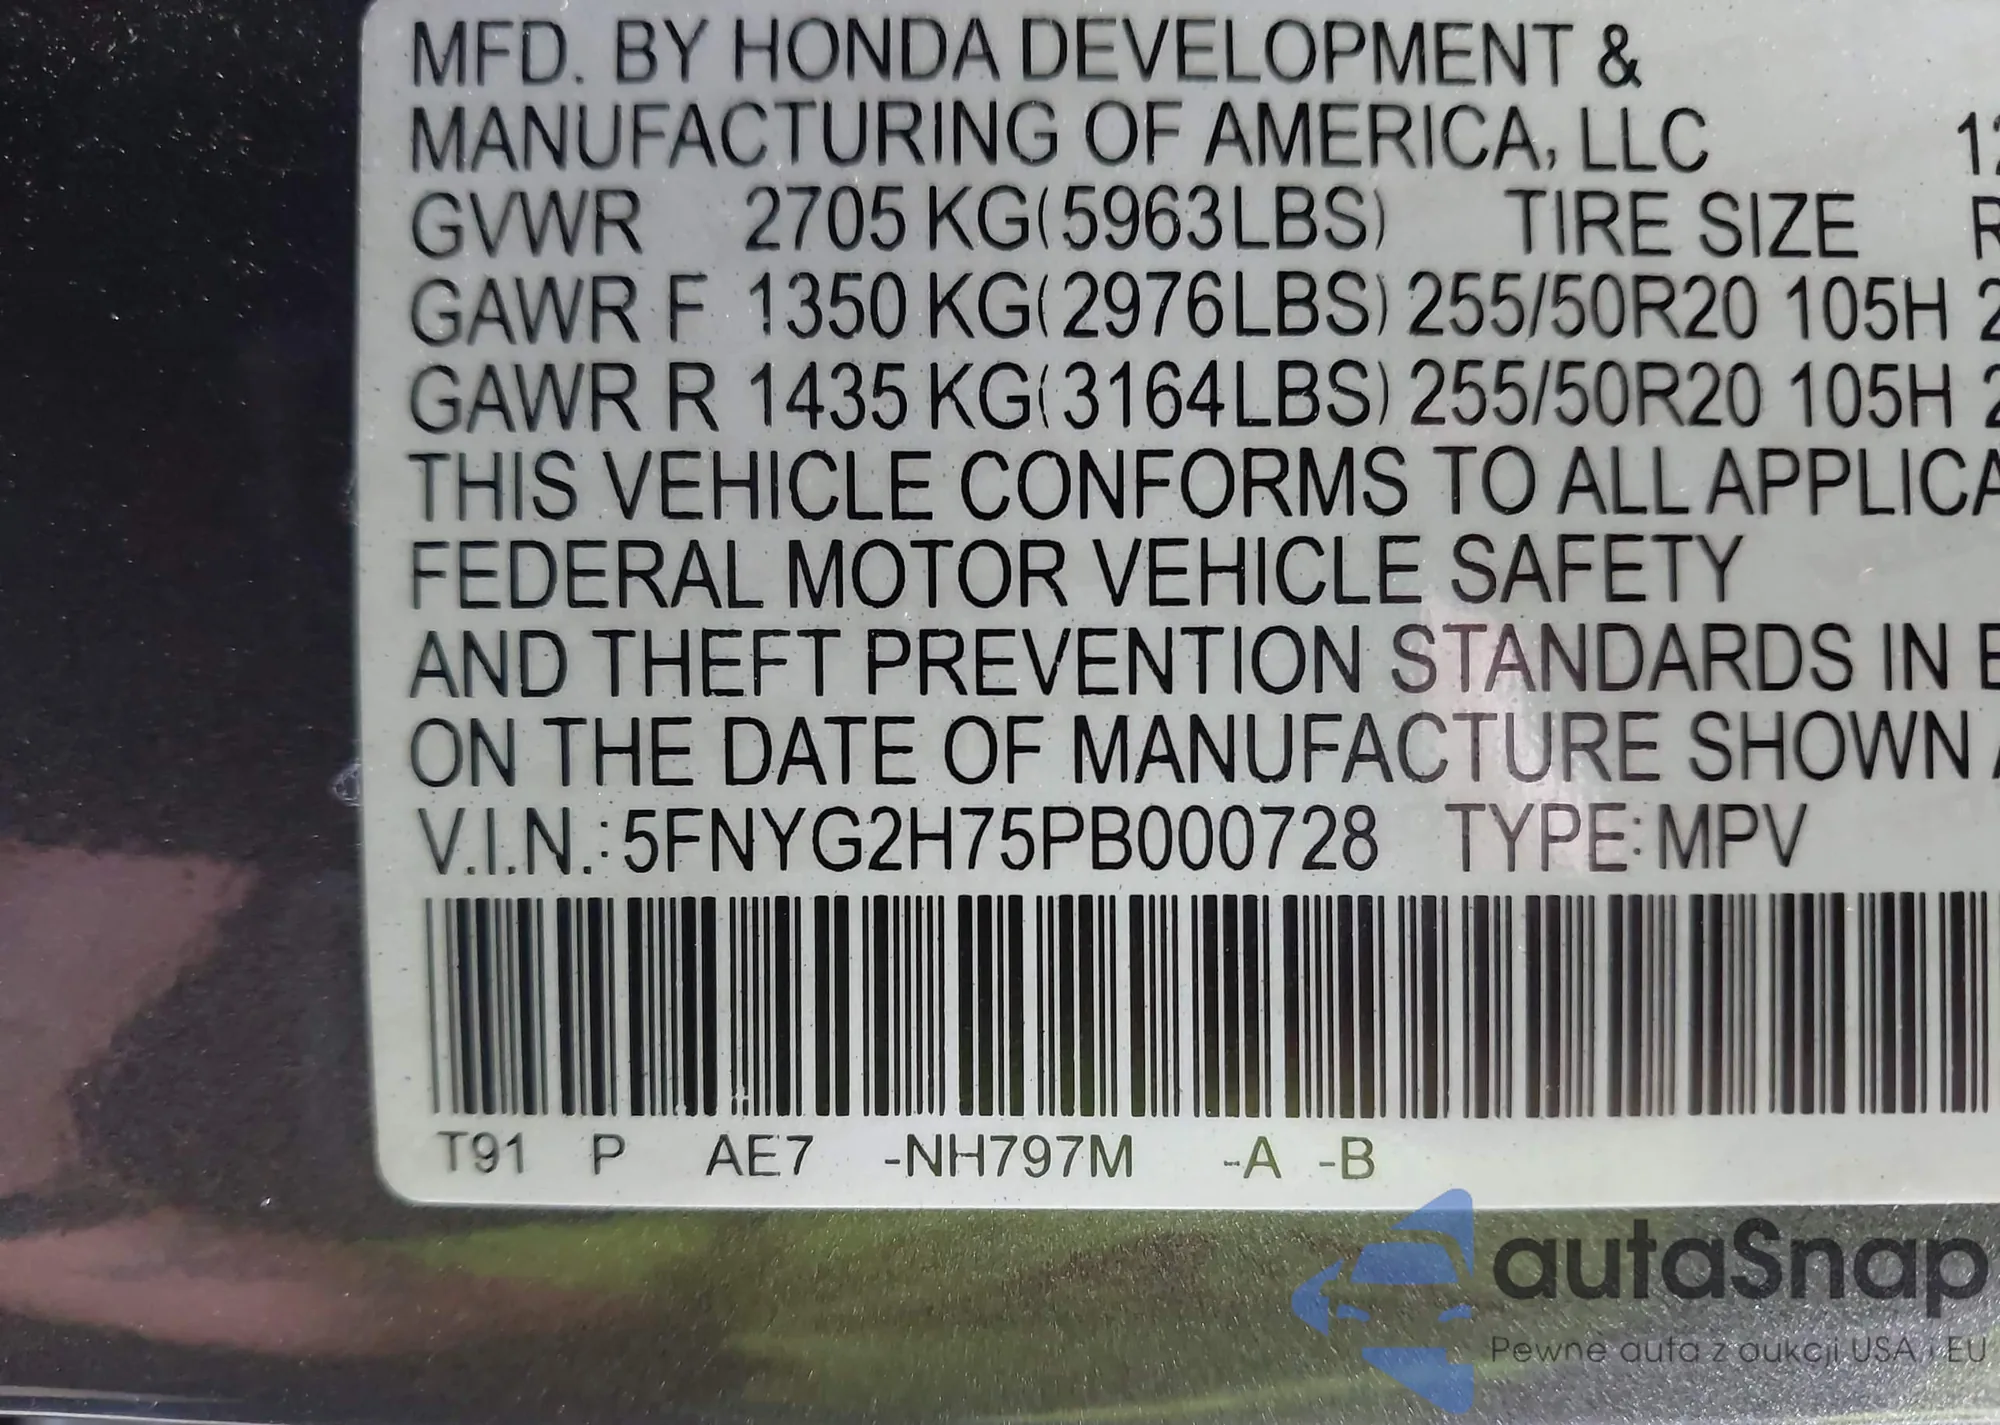 MFD. BY HONDA DEVELOPMENT &
MANUFACTURING OF AMERICA, LLC 12
GVWR 2705 KG(5963LBS) TIRE SIZE R
GAWR F 1350 KG(2976LBS) 255/50R20 105H 2
GAWR R 1435 KG(3164LBS) 255/50R20 105H 2
THIS VEHICLE CONFORMS TO ALL APPLICA
FEDERAL MOTOR VEHICLE SAFETY
AND THEFT PREVENTION STANDARDS IN E
ON THE DATE OF MANUFACTURE SHOWN A
V.I.N.:5FNYG2H75PB000728 TYPE:MPV
T91 P AE7 -NH797M -A -B
autaSnap
Pewne auta z aukcji USA i EU